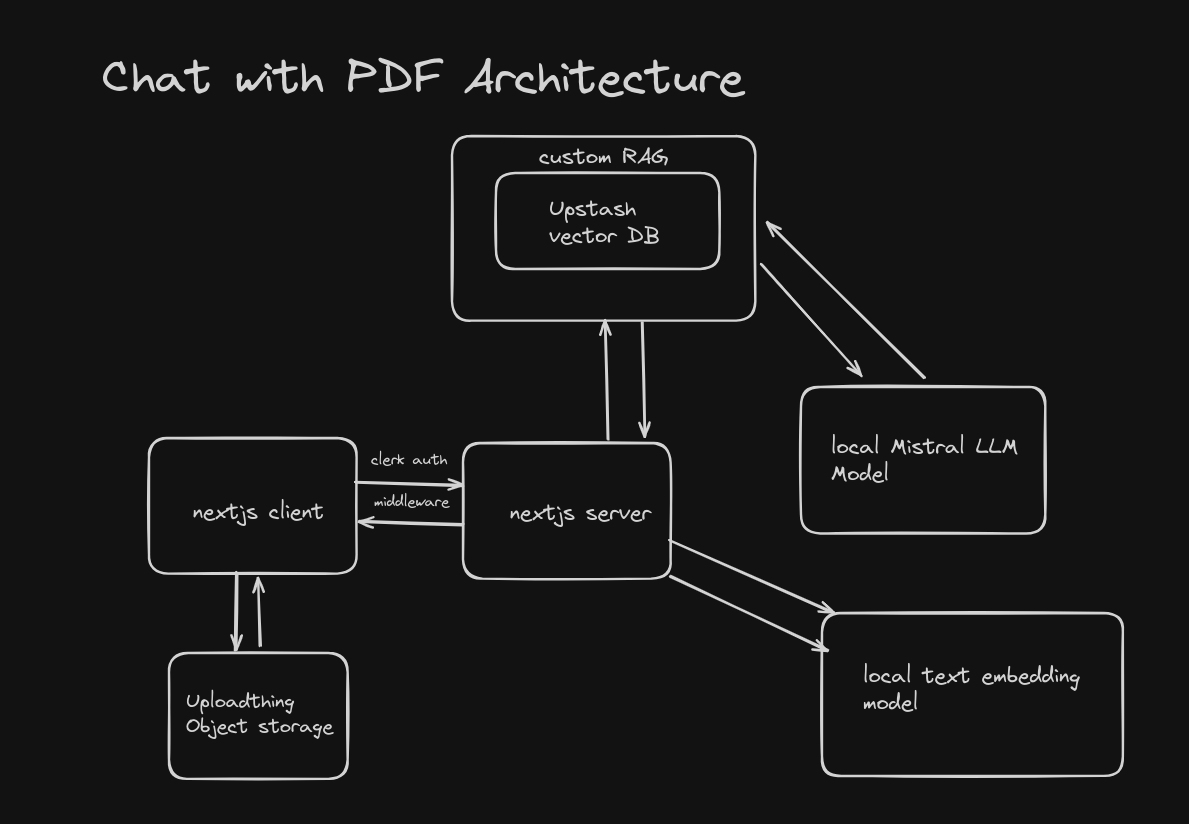 Chat with PDF Architecture
custom RAG
Upstash
vector DB
local Mistral LLM
Model
clerk auth
middleware
nextjs client
nextjs server
local text embedding
model
Uploadthing
Object storage